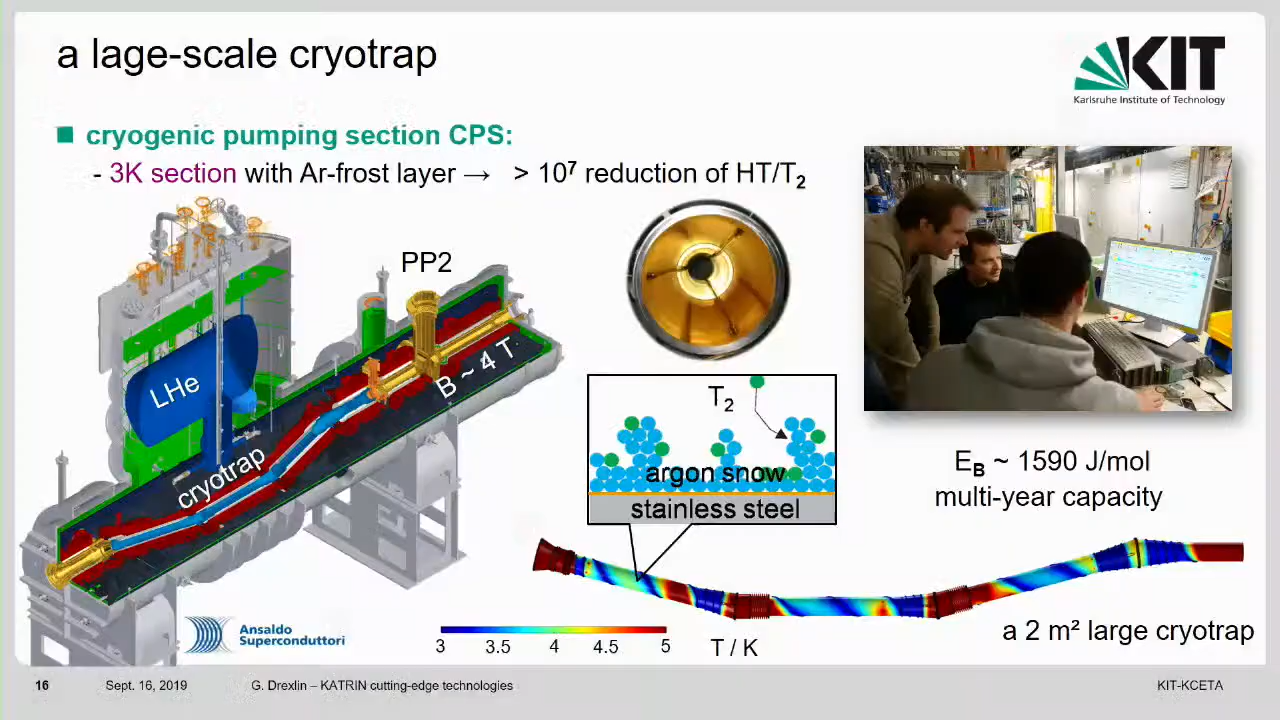 a lage-scale cryotrap
KIT
Karlsruhe Institute of Technology
cryogenic pumping section CPS:
- 3K section with Ar-frost layer → > 10⁷ reduction of HT/T₂
PP2
LHe
B ~ 4 T
cryotrap
T₂
argon snow
stainless steel
E_B ~ 1590 J/mol
multi-year capacity
Ansaldo
Superconduttori
3 3.5 4 4.5 5 T / K
a 2 m² large cryotrap
16 Sept. 16, 2019 G. Drexlin – KATRIN cutting-edge technologies KIT-KCETA